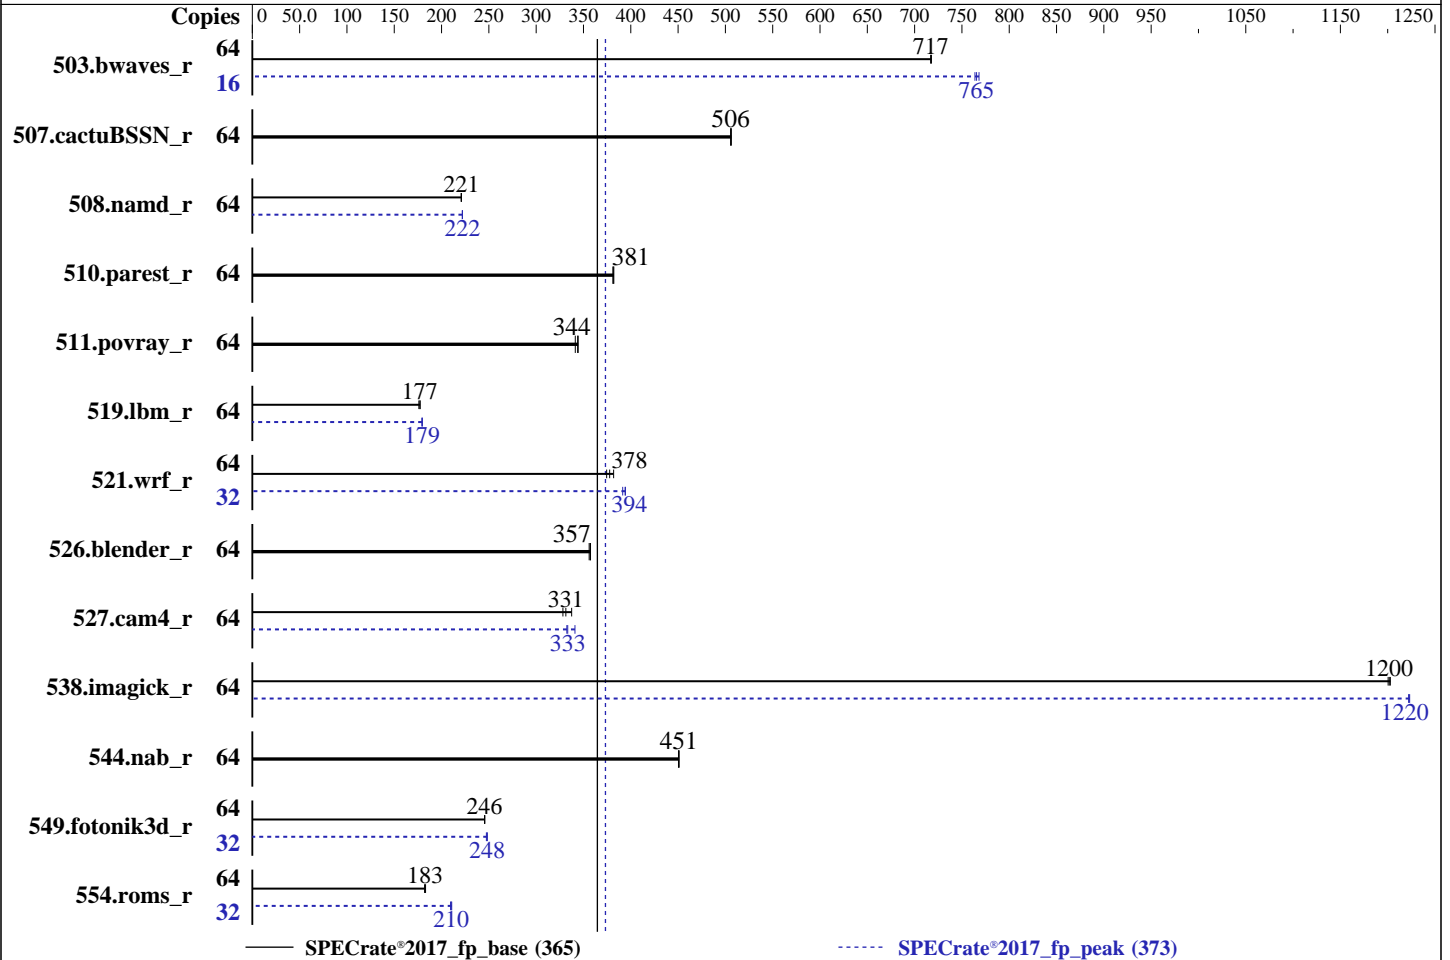 Copies 0 50.0 100 150 200 250 300 350 400 450 500 550 600 650 700 750 800 850 900 950 1050 1150 1250
503.bwaves_r 64 717
16 765
507.cactuBSSN_r 64 506
508.namd_r 64 221
222
510.parest_r 64 381
511.povray_r 64 344
519.lbm_r 64 177
179
521.wrf_r 64 378
32 394
526.blender_r 64 357
527.cam4_r 64 331
333
538.imagick_r 64 1200
1220
544.nab_r 64 451
549.fotonik3d_r 64 246
32 248
554.roms_r 64 183
32 210
SPECrate®2017_fp_base (365) SPECrate®2017_fp_peak (373)